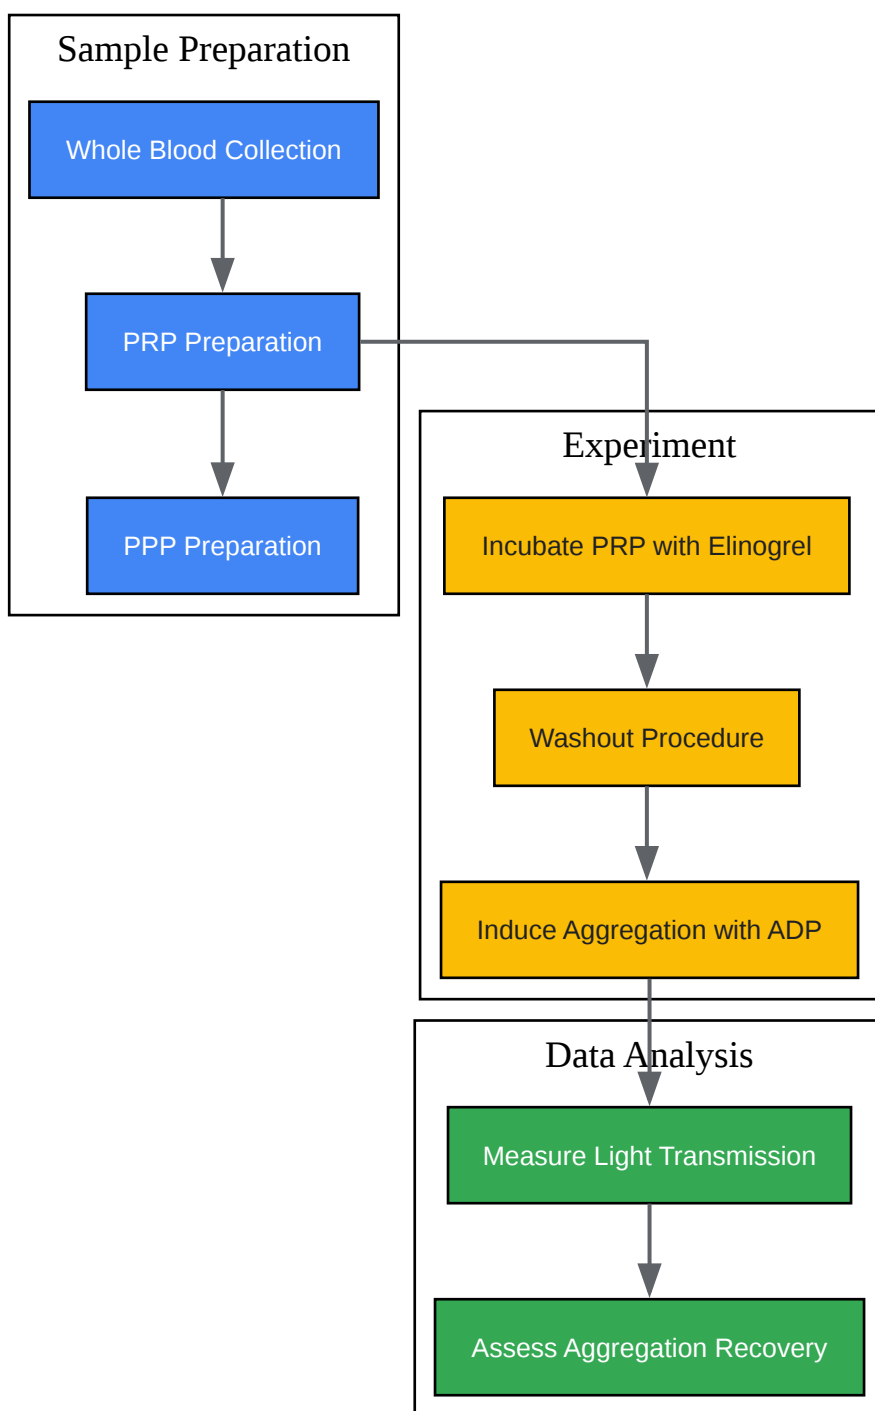 Sample Preparation
Whole Blood Collection
PRP Preparation
PPP Preparation
Experiment
Incubate PRP with Elinogrel
Washout Procedure
Induce Aggregation with ADP
Data Analysis
Measure Light Transmission
Assess Aggregation Recovery